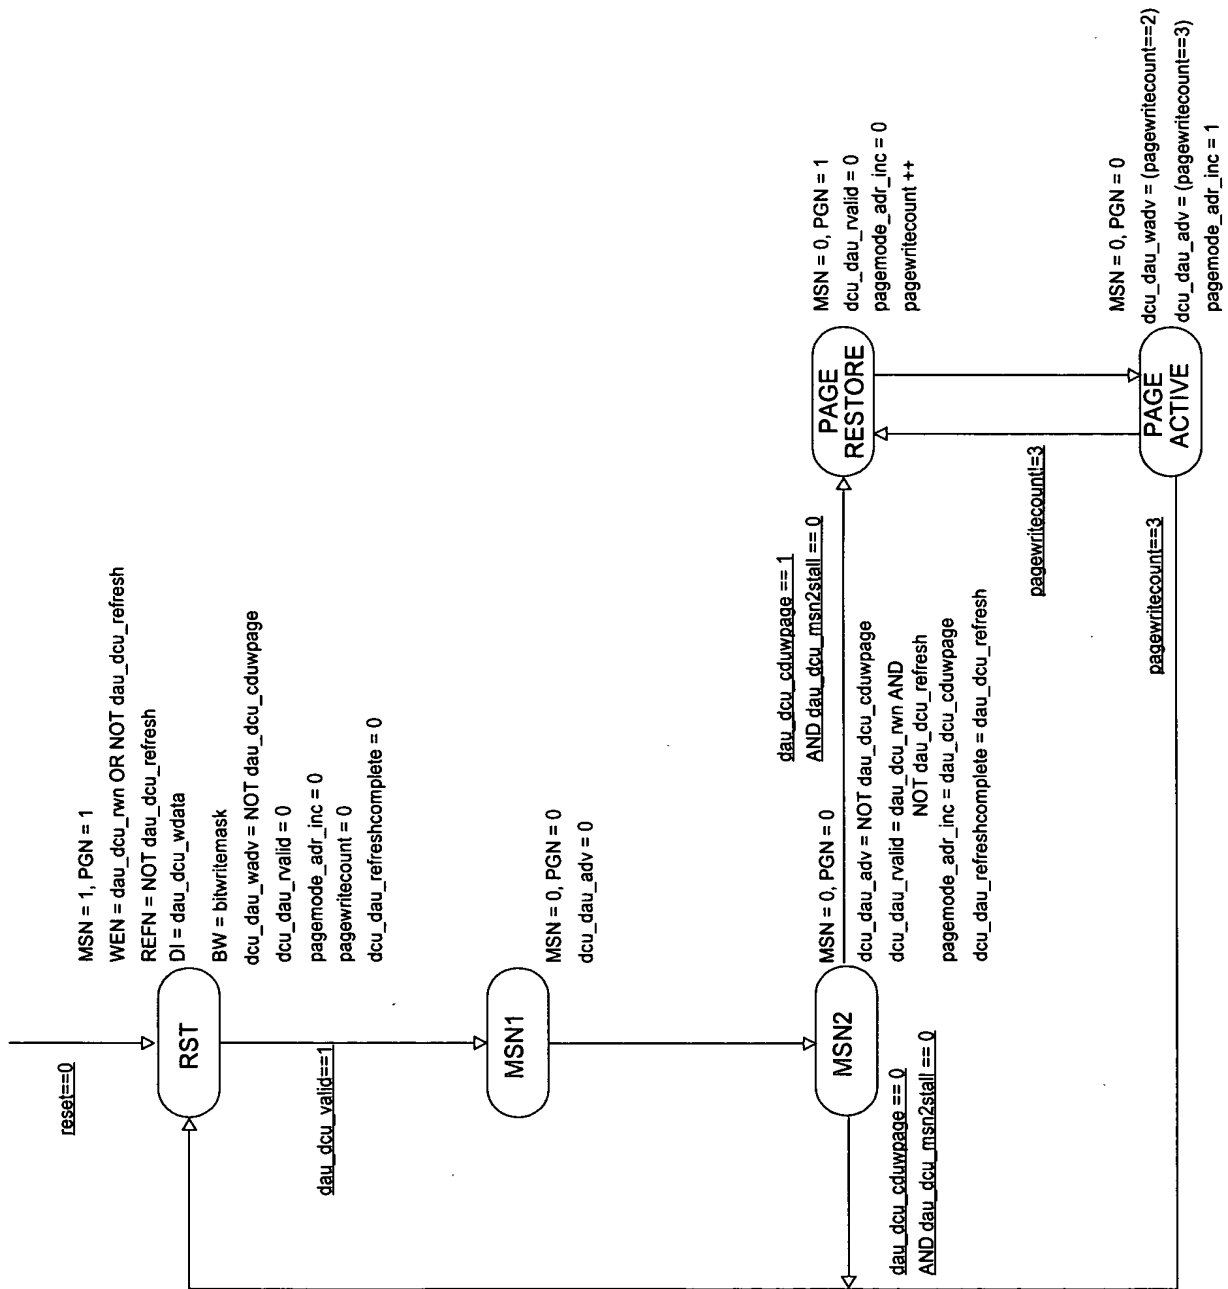 reset==0
RST
MSN = 1, PGN = 1
WEN = dau_dcu_rwn OR NOT dau_dcu_refresh
REFN = NOT dau_dcu_refresh
DI = dau_dcu_wdata
BW = bitwritemask
dcu_dau_wadv = NOT dau_dcu_cduwpage
dcu_dau_rvalid = 0
pagemode_adr_inc = 0
pagewritecount = 0
dcu_dau_refreshcomplete = 0
dau_dcu_valid==1
MSN1
MSN = 0, PGN = 0
dcu_dau_adv = 0
MSN2
MSN = 0, PGN = 0
dcu_dau_adv = NOT dau_dcu_cduwpage
dcu_dau_rvalid = dau_dcu_rwn AND
NOT dau_dcu_refresh
pagemode_adr_inc = dau_dcu_cduwpage
dcu_dau_refreshcomplete = dau_dcu_refresh
dau_dcu_cduwpage == 0
AND dau_dcu_msn2stall == 0
dau_dcu_cduwpage == 1
AND dau_dcu_msn2stall == 0
PAGE
RESTORE
MSN = 0, PGN = 1
dcu_dau_rvalid = 0
pagemode_adr_inc = 0
pagewritecount ++
pagewritecount!=3
pagewritecount==3
PAGE
ACTIVE
MSN = 0, PGN = 0
dcu_dau_wadv = (pagewritecount==2)
dcu_dau_adv = (pagewritecount==3)
pagemode_adr_inc = 1